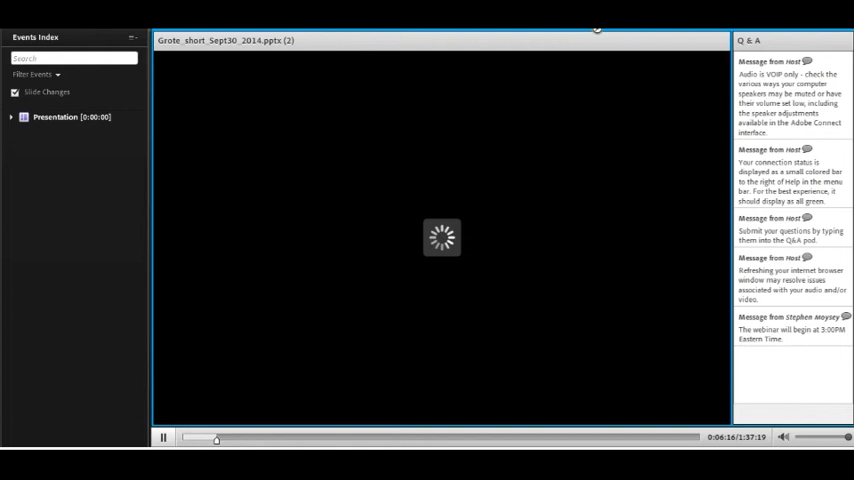 Events Index
Search
Filter Events
Slide Changes
Presentation [0:00:00]
Grote_short_Sept30_2014.pptx (2)
0:06:16/1:37:19
Q & A
Message from Host
Audio is VOIP only - check the
various ways your computer
speakers may be muted or have
their volume set low, including
the speaker adjustments
available in the Adobe Connect
interface.
Message from Host
Your connection status is
displayed as a small colored bar
to the right of Help in the menu
bar. For the best experience, it
should display as all green.
Message from Host
Submit your questions by typing
them into the Q&A pod.
Message from Host
Refreshing your internet browser
window may resolve issues
associated with your audio and/or
video.
Message from Stephen Moysey
The webinar will begin at 3:00PM
Eastern Time.